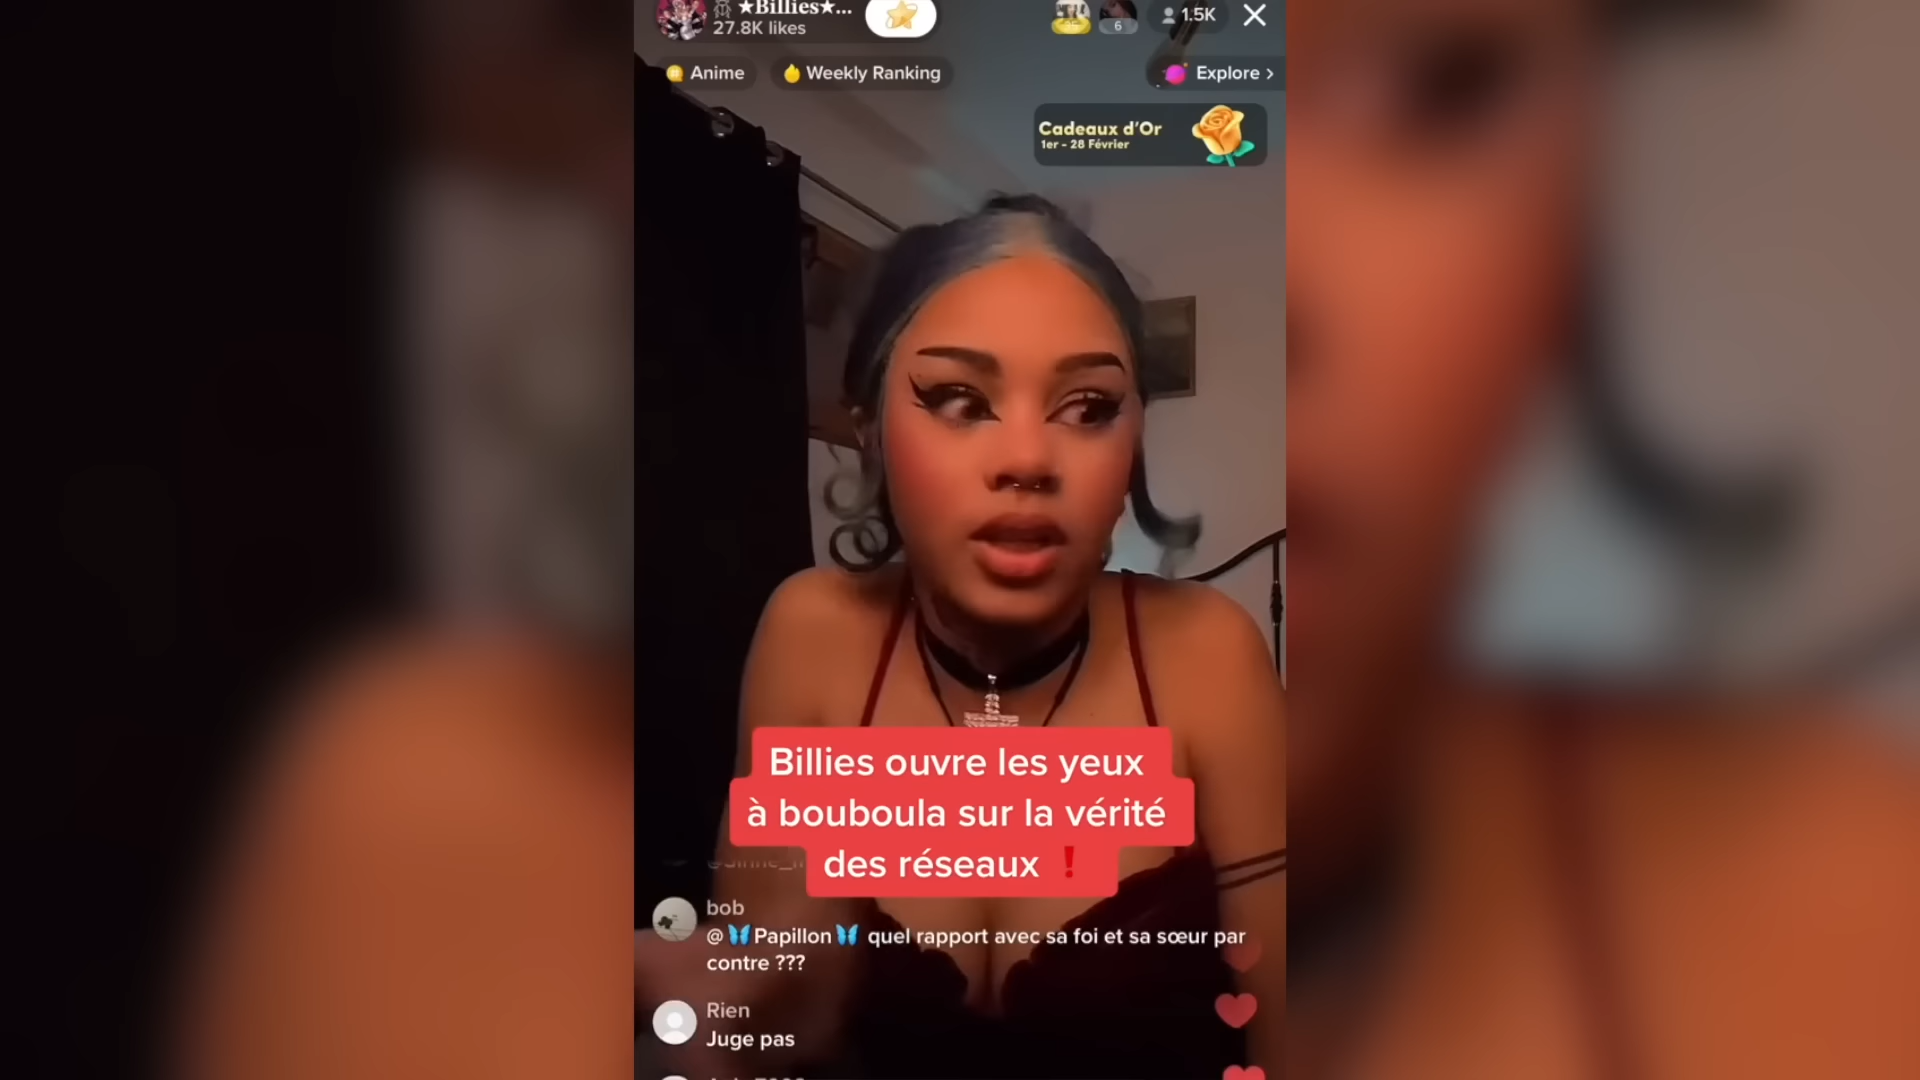 ★Billies★...
27.8K likes
6
1.5K
Anime
Weekly Ranking
Explore >
Cadeaux d'Or
1er - 28 Février
Billies ouvre les yeux
à bouboula sur la vérité
des réseaux ❗
bob
@🦋Papillon🦋 quel rapport avec sa foi et sa sœur par
contre ???
Rien
Juge pas